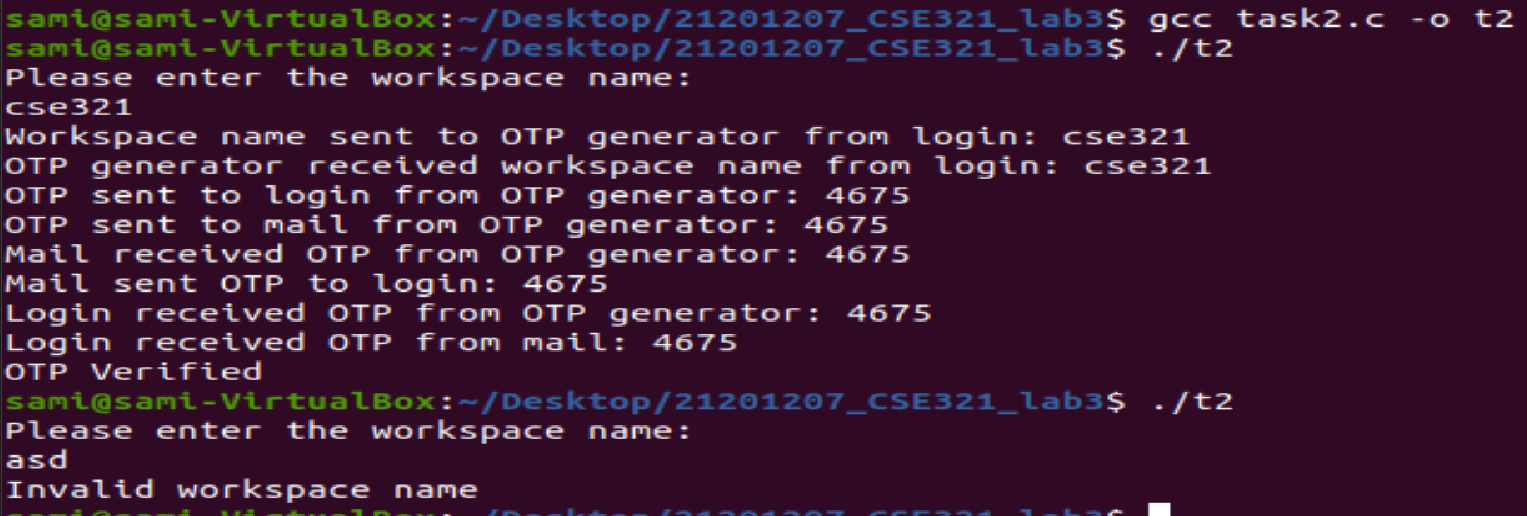 sami@sami-VirtualBox:~/Desktop/21201207_CSE321_lab3$ gcc task2.c -o t2
sami@sami-VirtualBox:~/Desktop/21201207_CSE321_lab3$ ./t2
Please enter the workspace name:
cse321
Workspace name sent to OTP generator from login: cse321
OTP generator received workspace name from login: cse321
OTP sent to login from OTP generator: 4675
OTP sent to mail from OTP generator: 4675
Mail received OTP from OTP generator: 4675
Mail sent OTP to login: 4675
Login received OTP from OTP generator: 4675
Login received OTP from mail: 4675
OTP Verified
sami@sami-VirtualBox:~/Desktop/21201207_CSE321_lab3$ ./t2
Please enter the workspace name:
asd
Invalid workspace name
sami@sami-VirtualBox:~/Desktop/21201207_CSE321_lab3$